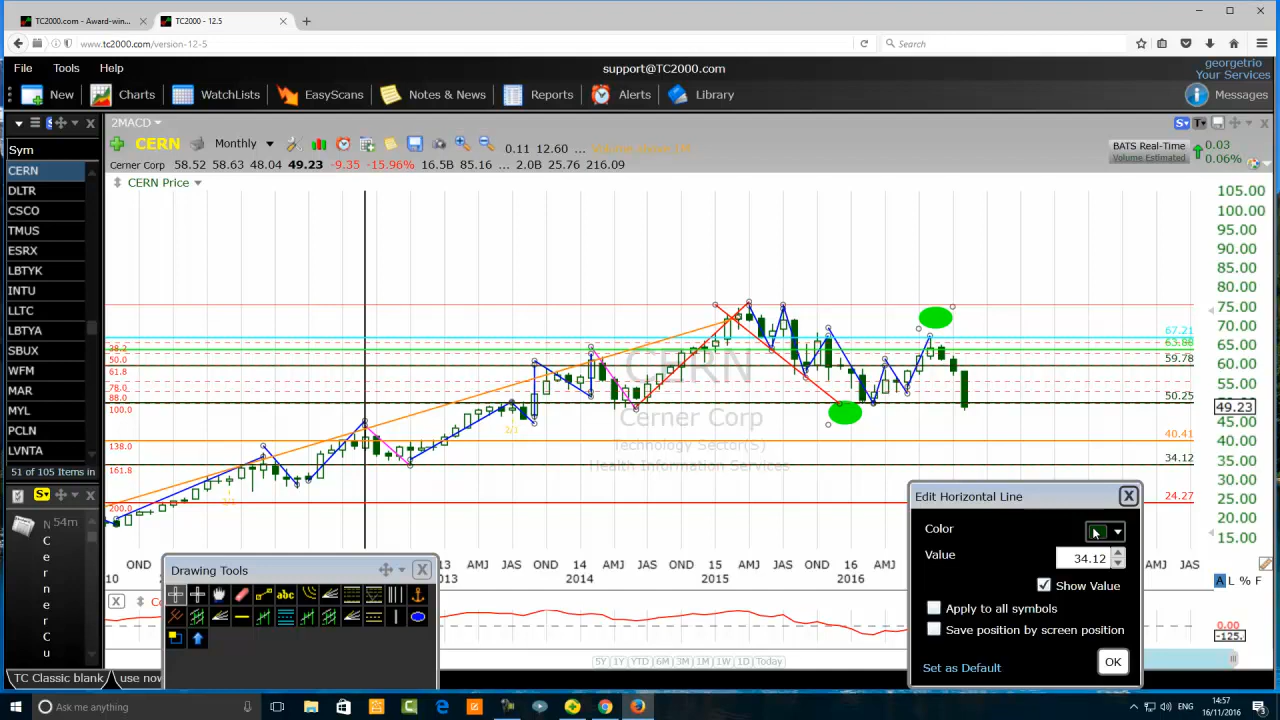 TC2000.com - Award-win...
TC2000 - 12.5
www.tc2000.com/version-12-5
Search
File Tools Help
support@TC2000.com
georgetrio
Your Services
New Charts WatchLists EasyScans Notes & News Reports Alerts Library
Messages
2MACD
Sym
CERN Monthly 0.11 12.60 ...
BATS Real-Time 0.03
Volume Estimated 0.06%
Cerner Corp 58.52 58.63 48.04 49.23 -9.35 -15.96% 16.5B 85.16 ... 2.0B 25.76 216.09
CERN Price
CERN
DLTR
CSCO
TMUS
ESRX
LBTYK
INTU
LLTC
LBTYA
SBUX
WFM
MAR
MYL
PCLN
LVNTA
51 of 105 Items in
54m
N
C
e
r
n
e
r
C
u
105.00
100.00
95.00
90.00
85.00
80.00
75.00
70.00
65.00
60.00
55.00
49.23
45.00
40.00
35.00
30.00
25.00
20.00
15.00
67.21
59.78
50.25
40.41
34.12
24.27
38.2
50.0
61.8
78.0
88.0
100.0
138.0
161.8
200.0
CERN
Cerner Corp
Technology Sector(S)
Health Information Services
OND AMJ JAS OND AMJ JAS OND AMJ JAS OND AMJ JAS OND AMJ JAS
10 2013 2014 2015 2016
A L % F
0.00
-125.
Drawing Tools
abc
Edit Horizontal Line
Color
Value 34.12
Show Value
Apply to all symbols
Save position by screen position
Set as Default
OK
5Y 1Y YTD 6M 3M 1M 1W 1D Today
TC Classic blank
use now
Ask me anything
14:57
16/11/2016